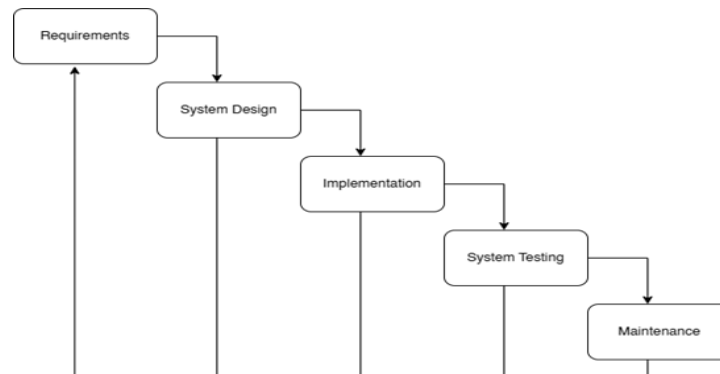 Requirements
System Design
Implementation
System Testing
Maintenance